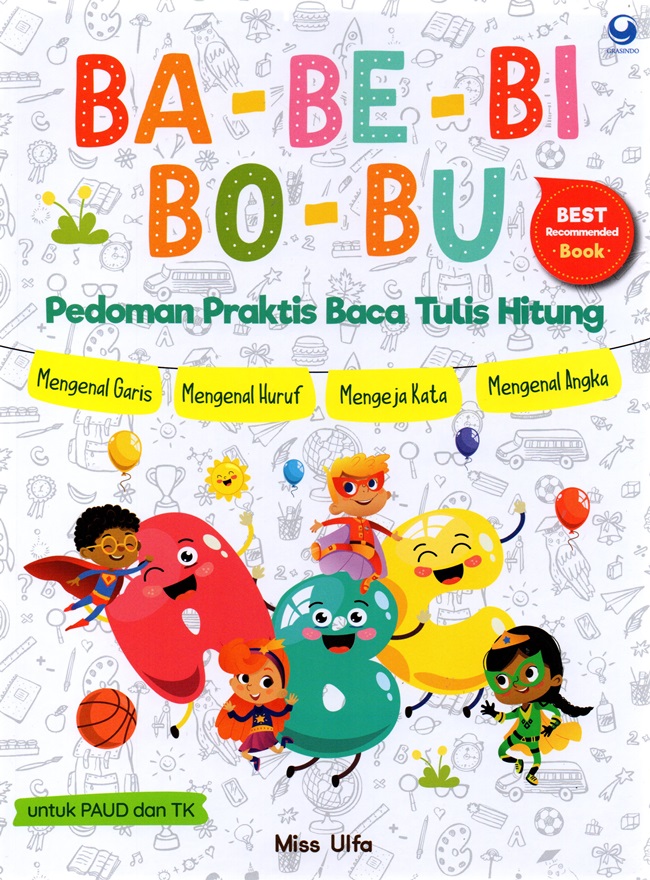 GRASINDO
BA-BE-BI
BO-BU
BEST
Recommended
Book
Pedoman Praktis Baca Tulis Hitung
Mengenal Garis
Mengenal Huruf
Mengeja Kata
Mengenal Angka
untuk PAUD dan TK
Miss Ulfa